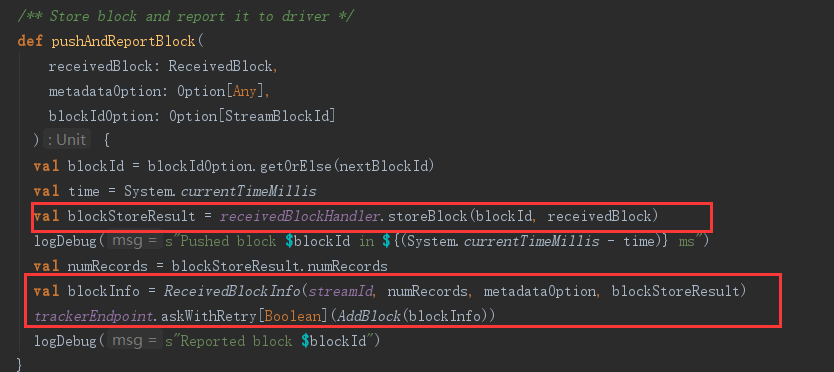 /** Store block and report it to driver */
def pushAndReportBlock(
receivedBlock: ReceivedBlock,
metadataOption: Option[Any],
blockIdOption: Option[StreamBlockId]
) : Unit {
val blockId = blockIdOption.getOrElse(nextBlockId)
val time = System.currentTimeMillis
val blockStoreResult = receivedBlockHandler.storeBlock(blockId, receivedBlock)
logDebug( msg = s"Pushed block $blockId in ${(System.currentTimeMillis - time)} ms")
val numRecords = blockStoreResult.numRecords
val blockInfo = ReceivedBlockInfo(streamId, numRecords, metadataOption, blockStoreResult)
trackerEndpoint.askWithRetry[Boolean](AddBlock(blockInfo))
logDebug( msg = s"Reported block $blockId")
}